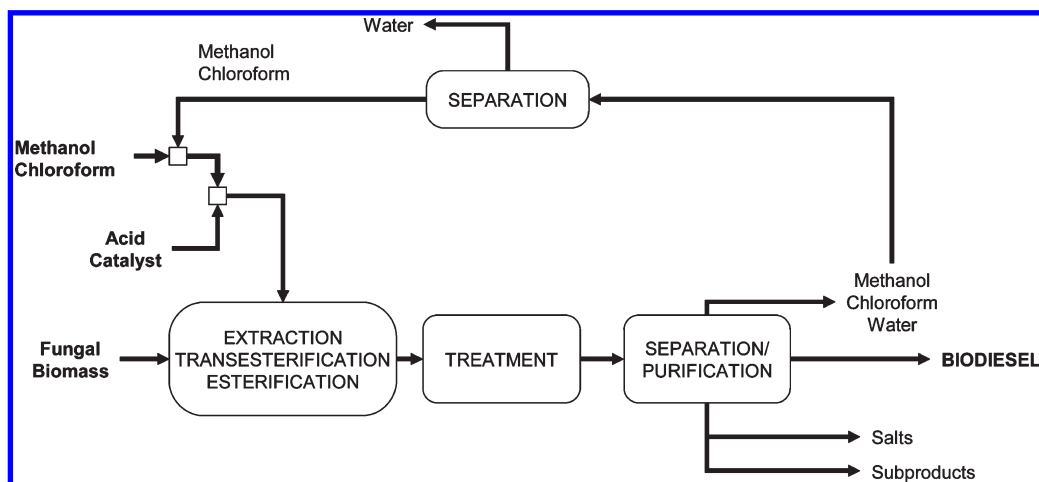 Water
Methanol
Chloroform
SEPARATION
Methanol
Chloroform
Acid
Catalyst
Methanol
Chloroform
Water
Fungal
Biomass
EXTRACTION
TRANSESTERIFICATION
ESTERIFICATION
TREATMENT
SEPARATION/
PURIFICATION
BIODIESEL
Salts
Subproducts